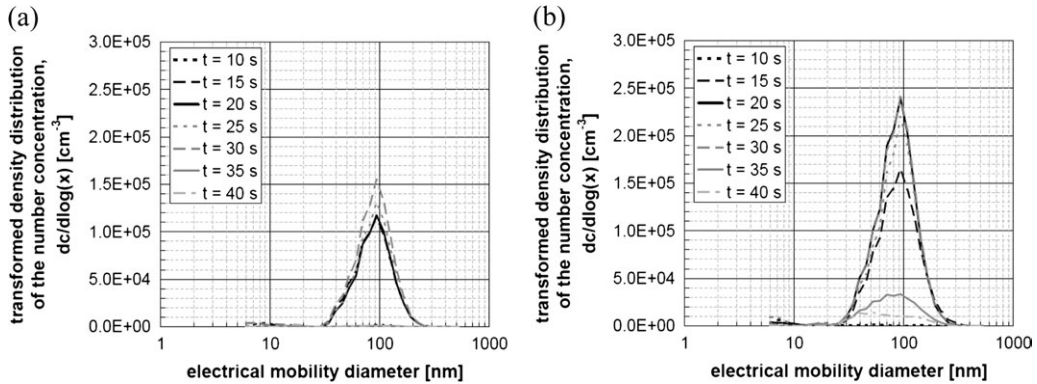 (a)
transformed density distribution
of the number concentration,
dc/dlog(x) [cm⁻³]
3.0E+05
2.5E+05
2.0E+05
1.5E+05
1.0E+05
5.0E+04
0.0E+00
t = 10 s
t = 15 s
t = 20 s
t = 25 s
t = 30 s
t = 35 s
t = 40 s
1 10 100 1000
electrical mobility diameter [nm]
(b)
transformed density distribution
of the number concentration,
dc/dlog(x) [cm⁻³]
3.0E+05
2.5E+05
2.0E+05
1.5E+05
1.0E+05
5.0E+04
0.0E+00
t = 10 s
t = 15 s
t = 20 s
t = 25 s
t = 30 s
t = 35 s
t = 40 s
1 10 100 1000
electrical mobility diameter [nm]